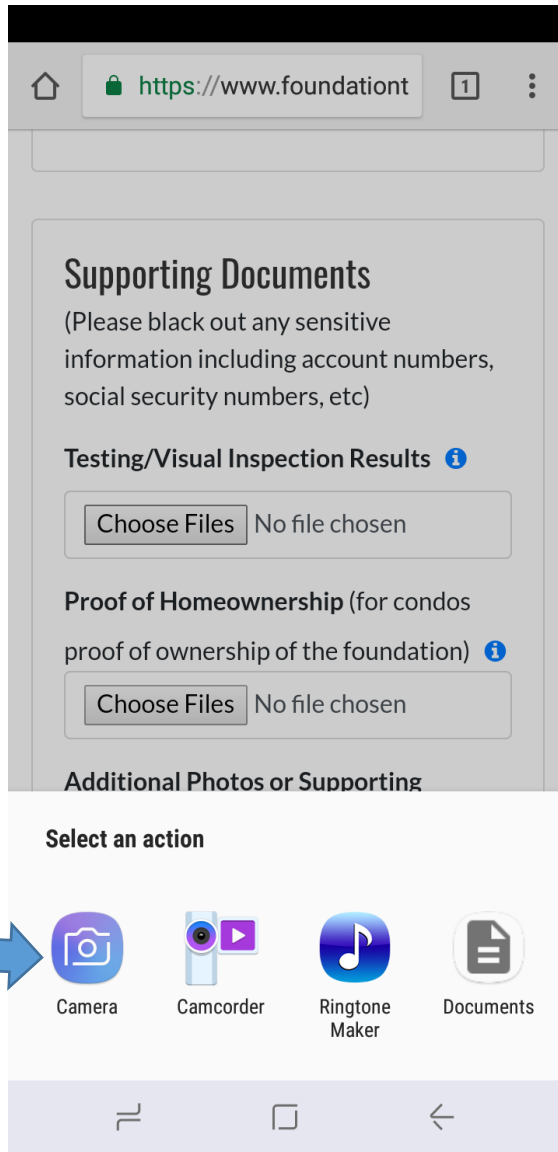 https://www.foundationt
1
Supporting Documents
(Please black out any sensitive
information including account numbers,
social security numbers, etc)
Testing/Visual Inspection Results
Choose Files No file chosen
Proof of Homeownership (for condos
proof of ownership of the foundation)
Choose Files No file chosen
Additional Photos or Supporting
Select an action
Camera Camcorder Ringtone Documents
Maker